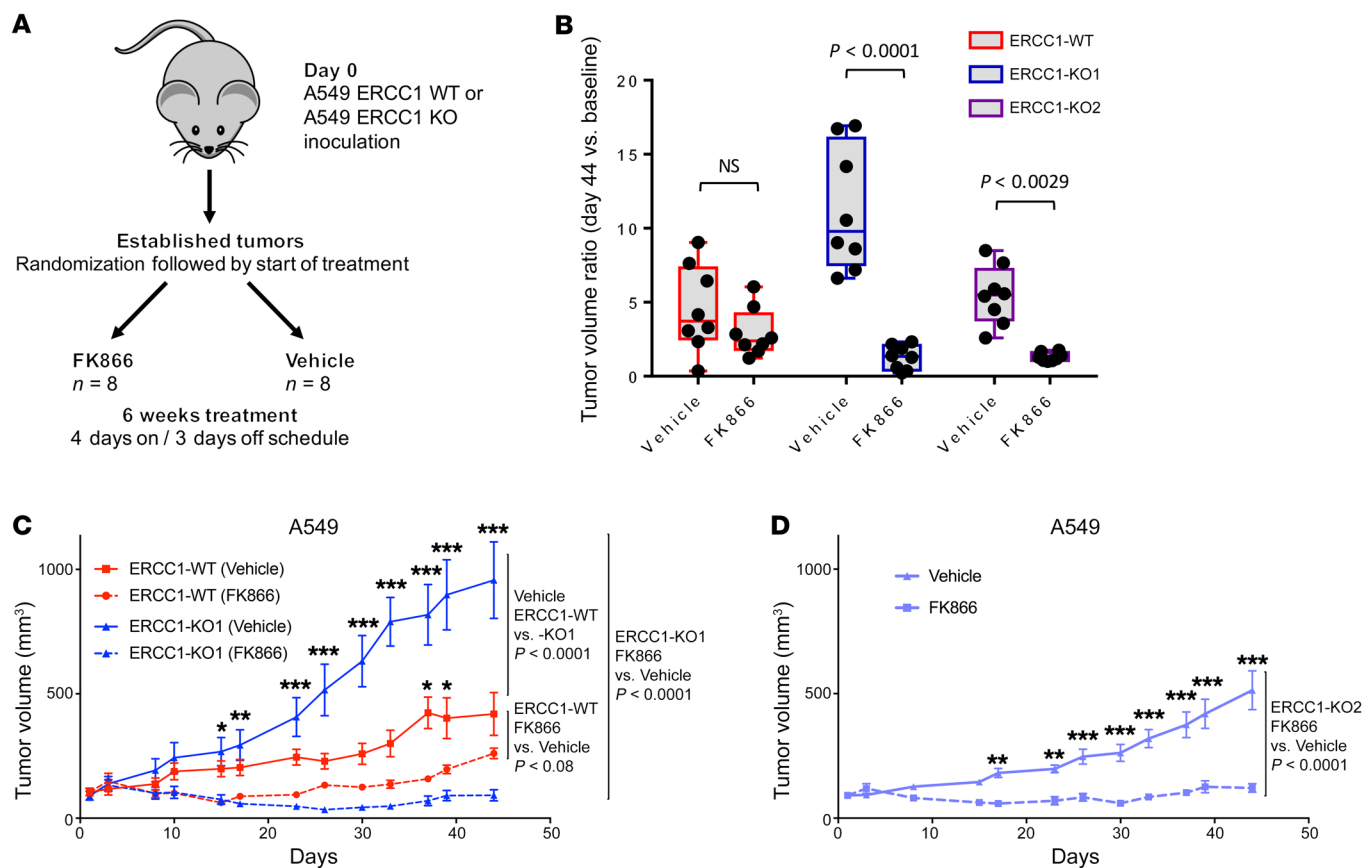 A
Day 0
A549 ERCC1 WT or
A549 ERCC1 KO
inoculation
Established tumors
Randomization followed by start of treatment
FK866
n = 8
Vehicle
n = 8
6 weeks treatment
4 days on / 3 days off schedule
B
ERCC1-WT
ERCC1-KO1
ERCC1-KO2
Tumor volume ratio (day 44 vs. baseline)
20
15
10
5
0
NS
P < 0.0001
P < 0.0029
Vehicle
FK866
Vehicle
FK866
Vehicle
FK866
C
A549
Tumor volume (mm³)
1000
500
0
ERCC1-WT (Vehicle)
ERCC1-WT (FK866)
ERCC1-KO1 (Vehicle)
ERCC1-KO1 (FK866)
* ** *** *** *** *** *** *** ***
* *
Vehicle
ERCC1-WT
vs. -KO1
P < 0.0001
ERCC1-WT
FK866
vs. Vehicle
P < 0.08
ERCC1-KO1
FK866
vs. Vehicle
P < 0.0001
0 10 20 30 40 50
Days
D
A549
Tumor volume (mm³)
1000
500
0
Vehicle
FK866
** ** *** *** *** *** *** ***
ERCC1-KO2
FK866
vs. Vehicle
P < 0.0001
0 10 20 30 40 50
Days